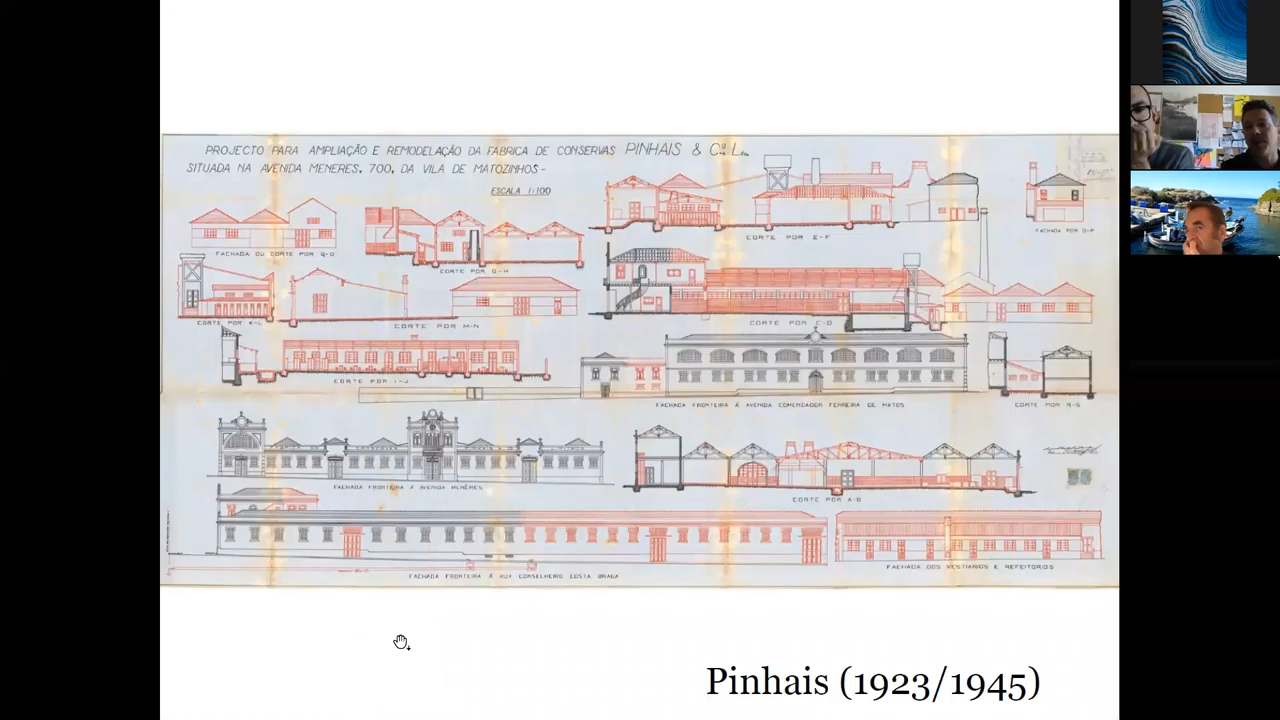 PROJECTO PARA AMPLIAÇÃO E REMODELAÇÃO DA FABRICA DE CONSERVAS PINHAIS & Cª. L.da
SITUADA NA AVENIDA MENERES, 700, DA VILA DE MATOZINHOS-
ESCALA 1:100
CORTE POR E-F
FACHADA POR O-P
FACHADA OU CORTE POR Q-O
CORTE POR G-H
CORTE POR K-L
CORTE POR M-N
CORTE POR C-D
CORTE POR I-J
FACHADA FRONTEIRA Á AVENIDA COMENDADOR FERREIRA DE MATOS
CORTE POR R-S
FACHADA FRONTEIRA Á AVENIDA MENÉRES
CORTE POR A-B
FACHADA FRONTEIRA Á RUA CONSELHEIRO COSTA BRAGA
FACHADA DOS VESTIARIOS E REFEITORIOS
Pinhais (1923/1945)